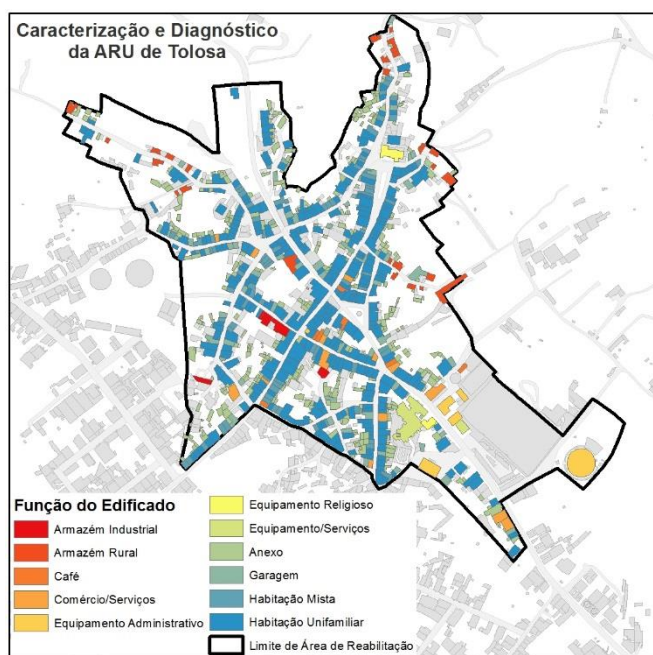 Caracterização e Diagnóstico
da ARU de Tolosa
Função do Edificado
Armazém Industrial
Armazém Rural
Café
Comércio/Serviços
Equipamento Administrativo
Equipamento Religioso
Equipamento/Serviços
Anexo
Garagem
Habitação Mista
Habitação Unifamiliar
Limite de Área de Reabilitação